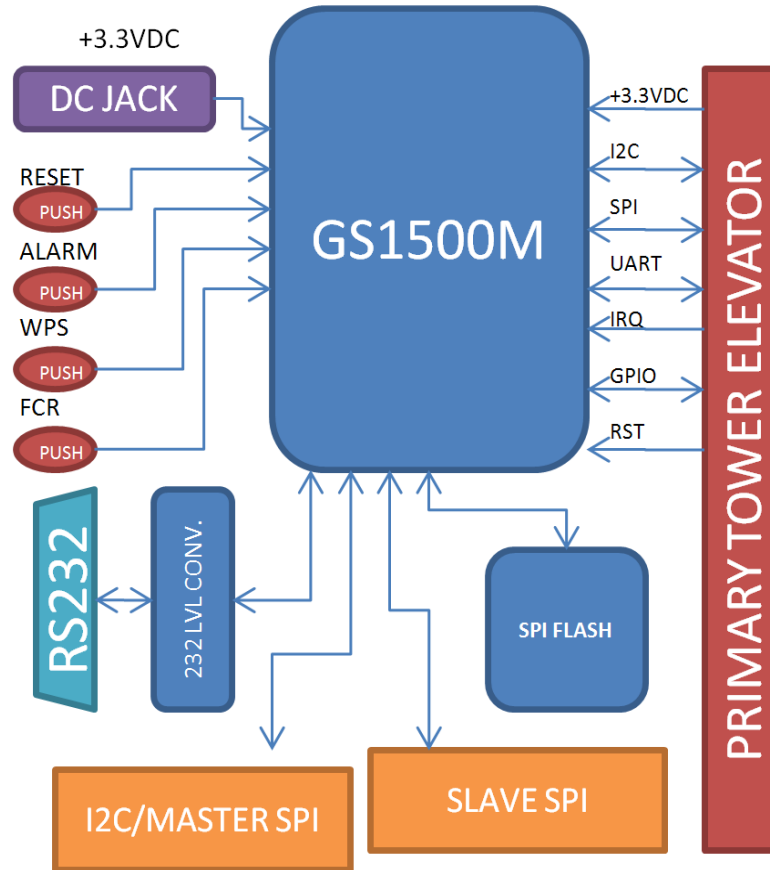 +3.3VDC
DC JACK
RESET
PUSH
ALARM
PUSH
WPS
PUSH
FCR
PUSH
GS1500M
+3.3VDC
I2C
SPI
UART
IRQ
GPIO
RST
PRIMARY TOWER ELEVATOR
RS232
232 LVL CONV.
SPI FLASH
I2C/MASTER SPI
SLAVE SPI